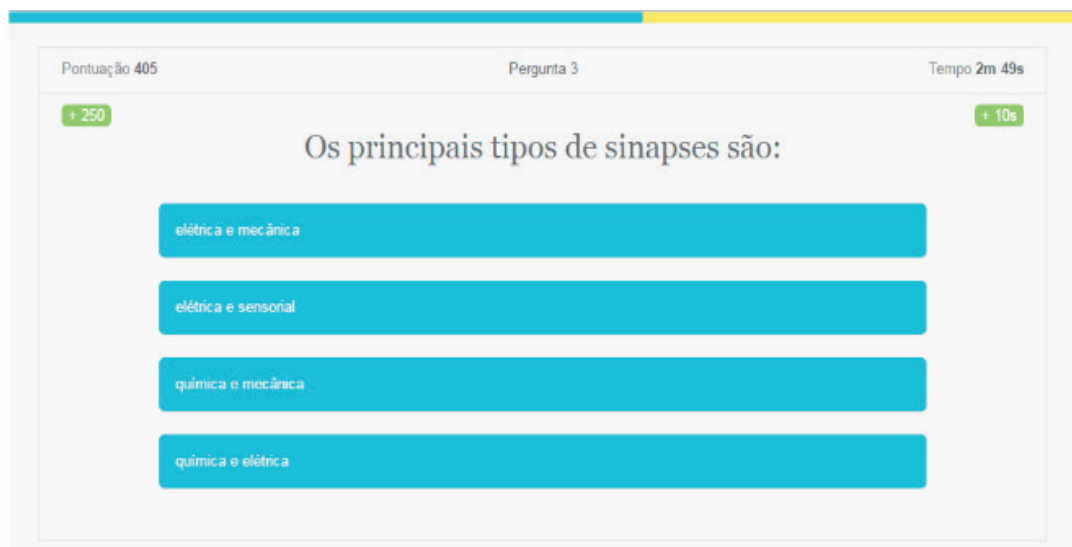 Pontuação 405
Pergunta 3
Tempo 2m 49s
+ 250
+ 10s
Os principais tipos de sinapses são:
elétrica e mecânica
elétrica e sensorial
química e mecânica
química e elétrica